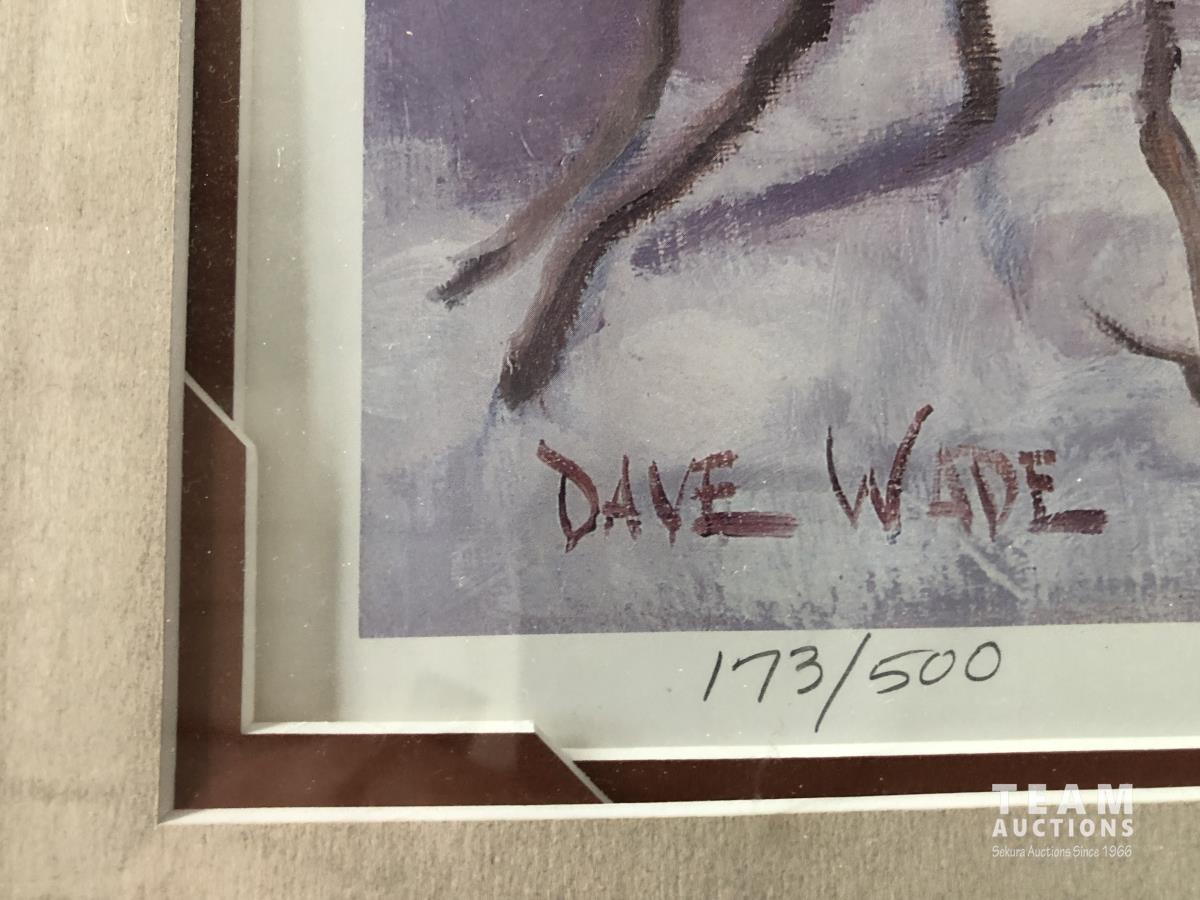 DAVE WADE
173/500
TEAM
AUCTIONS
Sekura Auctions Since 1966